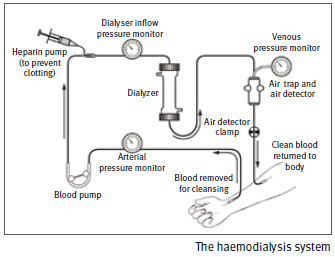 Dialyser inflow
pressure monitor
Heparin pump
(to prevent
clotting)
Venous
pressure monitor
Dialyzer
Air trap and
air detector
Air detector
clamp
Clean blood
returned to
body
Arterial
pressure monitor
Blood removed
for cleansing
Blood pump
The haemodialysis system